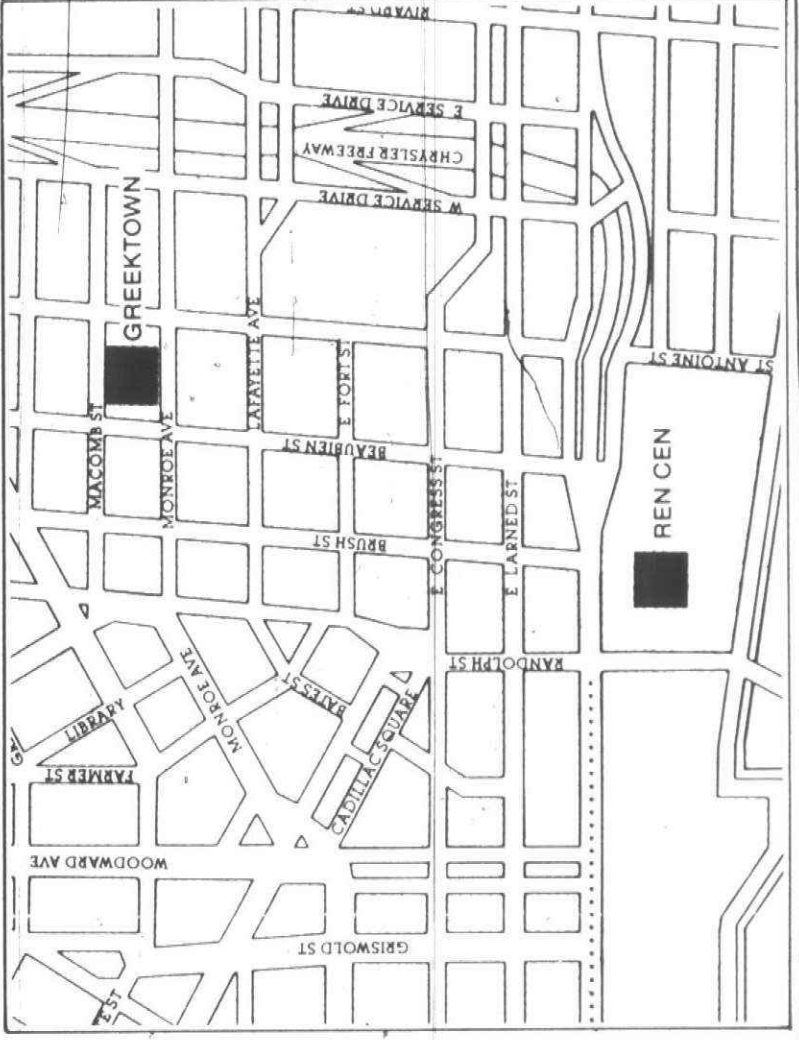 E SERVICE DRIVE
CHRYSLER FREEWAY
W SERVICE DRIVE
GREEKTOWN
LAFAYETTE AVE
E FORT ST
ST ANTOINE ST
MACOMB ST
MONROE AVE
BEAUBIEN ST
E CONGRESS ST
E LARNED ST
REN CEN
BRUSH ST
RANDOLPH ST
MONROE AVE
BATES ST
LIBRARY
CADILLAC SQUARE
FARMER ST
WOODWARD AVE
GRISWOLD ST